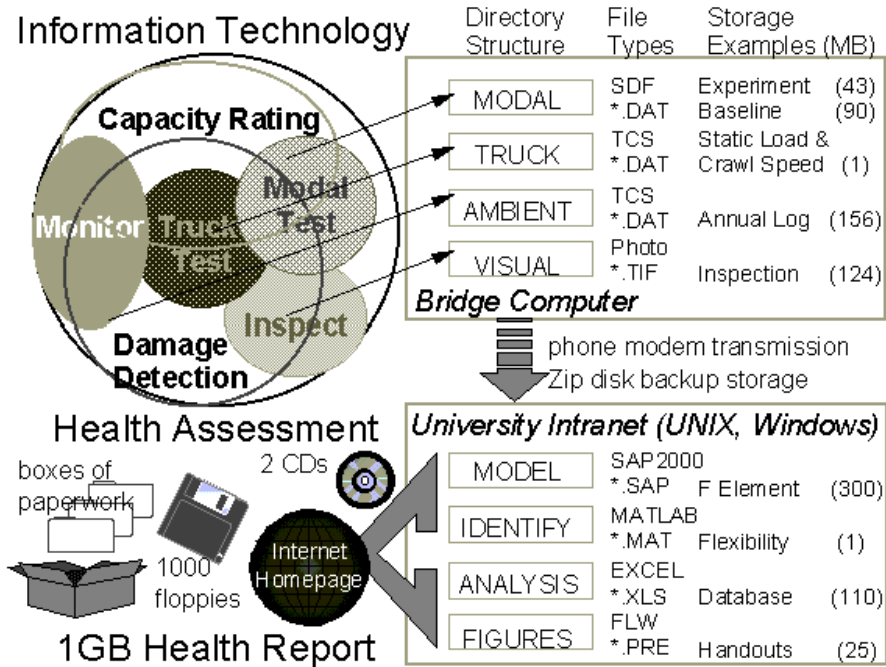 Information Technology
Directory Structure
File Types
Storage Examples (MB)
Capacity Rating
Monitor
Truck Test
Modal Test
Inspect
Damage Detection
MODAL
SDF
*.DAT
Experiment (43)
Baseline (90)
TRUCK
TCS
*.DAT
Static Load &
Crawl Speed (1)
AMBIENT
TCS
*.DAT
Annual Log (156)
VISUAL
Photo
*.TIF
Inspection (124)
Bridge Computer
phone modem transmission
Zip disk backup storage
Health Assessment
boxes of
paperwork
2 CDs
1000
floppies
Internet
Homepage
1GB Health Report
University Intranet (UNIX, Windows)
MODEL
SAP2000
*.SAP
F Element (300)
IDENTIFY
MATLAB
*.MAT
Flexibility (1)
ANALYSIS
EXCEL
*.XLS
Database (110)
FIGURES
FLW
*.PRE
Handouts (25)